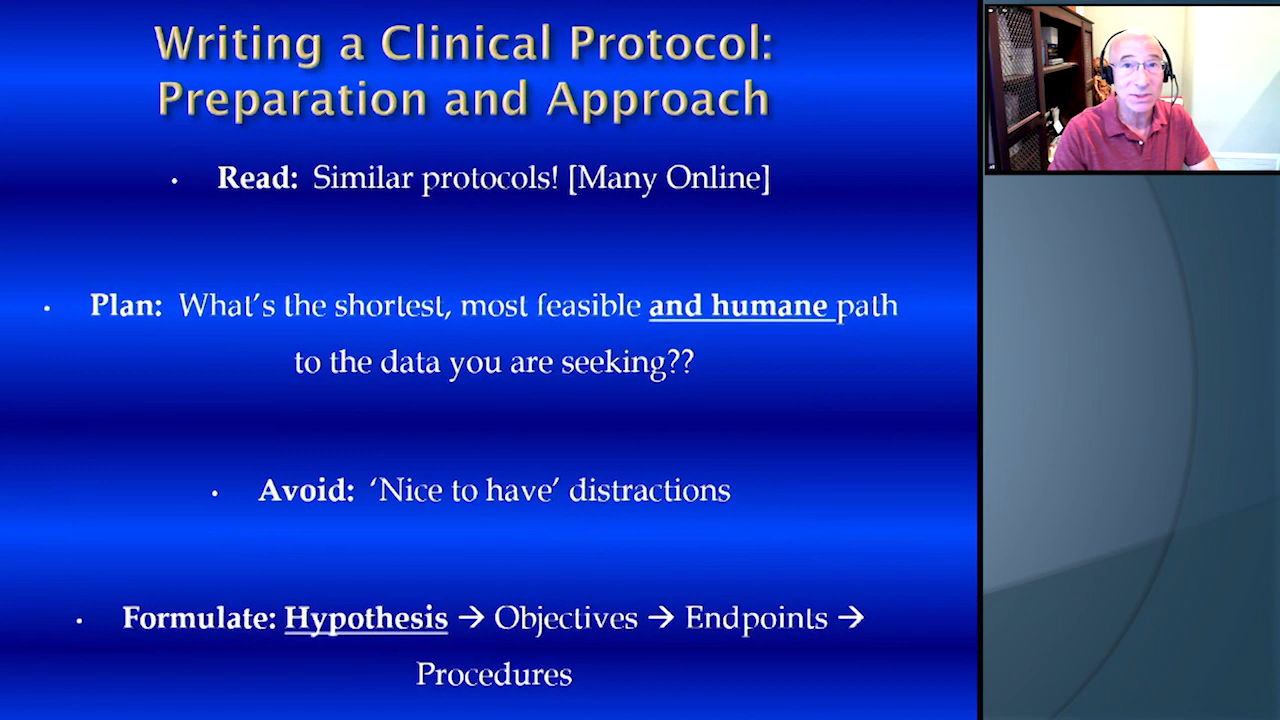 Writing a Clinical Protocol:
Preparation and Approach
• Read: Similar protocols! [Many Online]
• Plan: What’s the shortest, most feasible and humane path
to the data you are seeking??
• Avoid: ‘Nice to have’ distractions
• Formulate: Hypothesis → Objectives → Endpoints →
Procedures